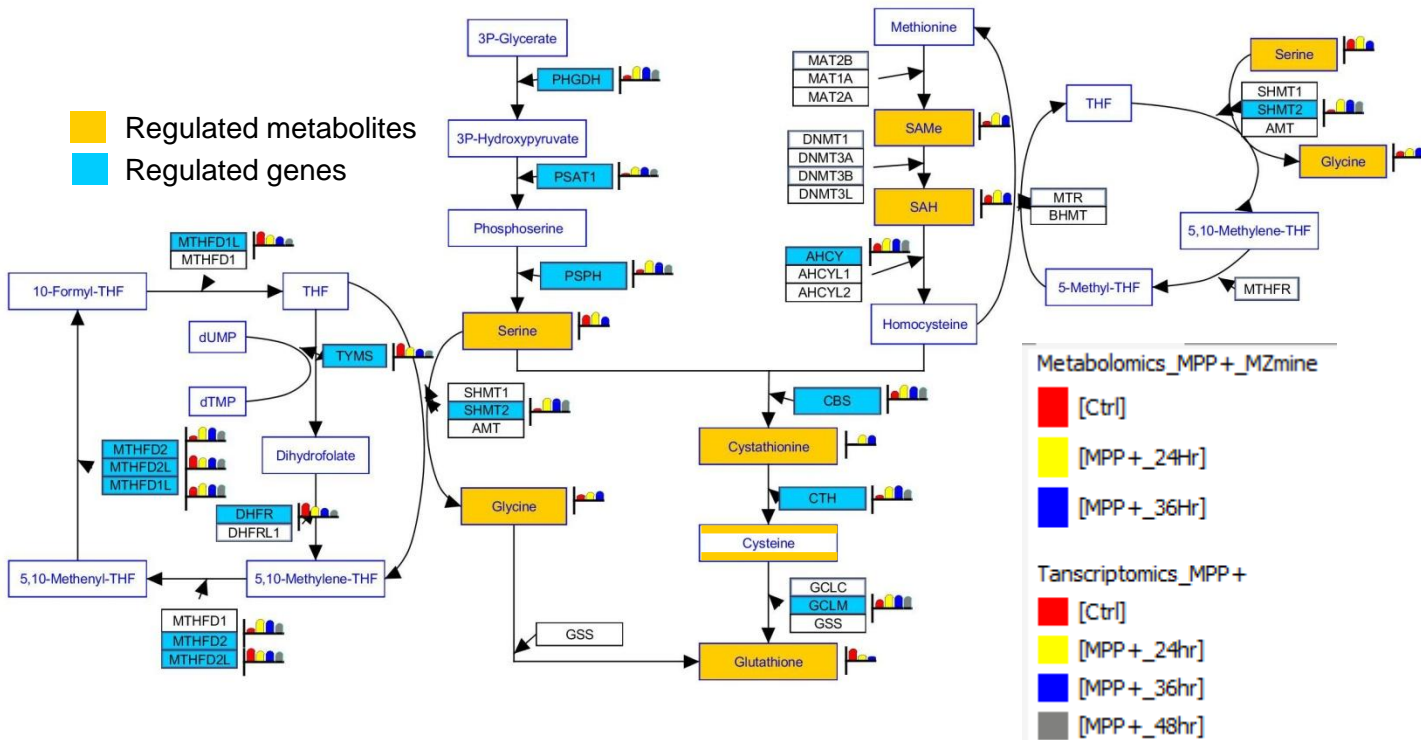 Regulated metabolites
Regulated genes
3P-Glycerate
PHGDH
3P-Hydroxypyruvate
PSAT1
Phosphoserine
PSPH
Serine
MTHFD1L
MTHFD1
10-Formyl-THF
THF
dUMP
TYMS
dTMP
MTHFD2
MTHFD2L
MTHFD1L
Dihydrofolate
DHFR
DHFRL1
5,10-Methenyl-THF
5,10-Methylene-THF
MTHFD1
MTHFD2
MTHFD2L
SHMT1
SHMT2
AMT
Glycine
GSS
Methionine
MAT2B
MAT1A
MAT2A
SAMe
DNMT1
DNMT3A
DNMT3B
DNMT3L
SAH
MTR
BHMT
AHCY
AHCYL1
AHCYL2
Homocysteine
CBS
Cystathionine
CTH
Cysteine
GCLC
GCLM
GSS
Glutathione
Serine
THF
SHMT1
SHMT2
AMT
Glycine
5,10-Methylene-THF
5-Methyl-THF
MTHFR
Metabolomics_MPP+_MZmine
[Ctrl]
[MPP+_24Hr]
[MPP+_36Hr]
Tanscriptomics_MPP+
[Ctrl]
[MPP+_24hr]
[MPP+_36hr]
[MPP+_48hr]